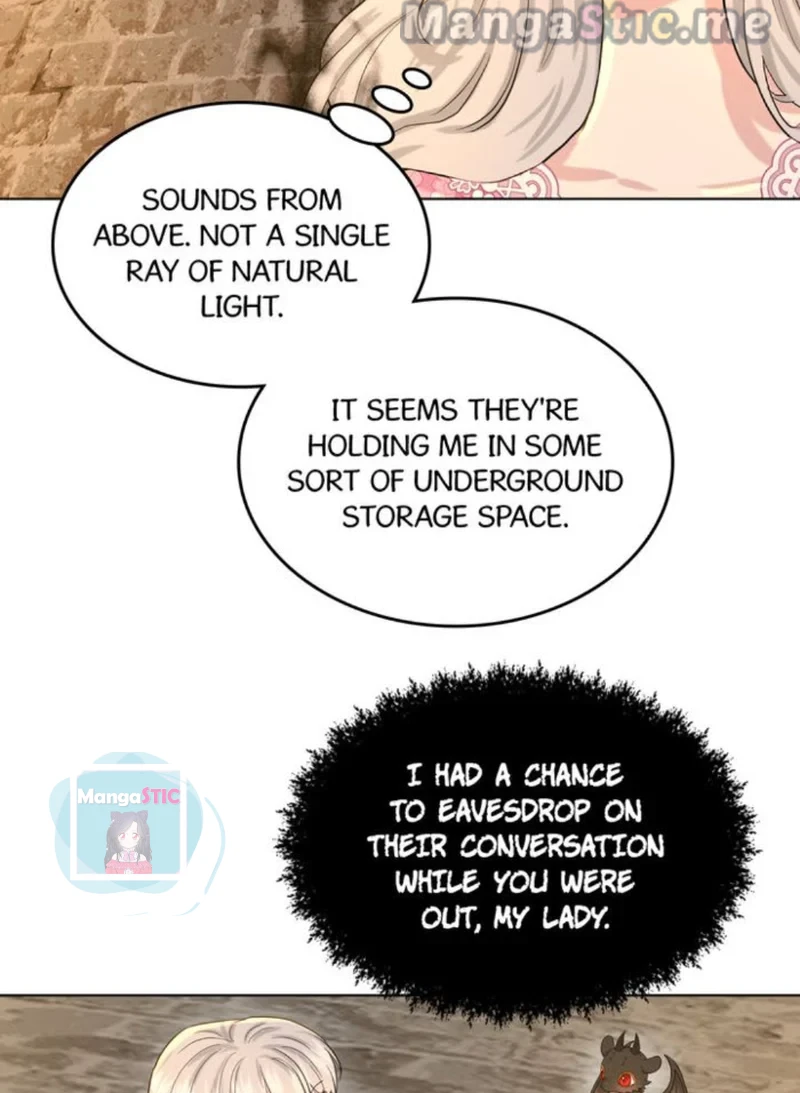 MangaStic.me
SOUNDS FROM
ABOVE. NOT A SINGLE
RAY OF NATURAL
LIGHT.
IT SEEMS THEY'RE
HOLDING ME IN SOME
SORT OF UNDERGROUND
STORAGE SPACE.
MangaSTIC
I HAD A CHANCE
TO EAVESDROP ON
THEIR CONVERSATION
WHILE YOU WERE
OUT, MY LADY.